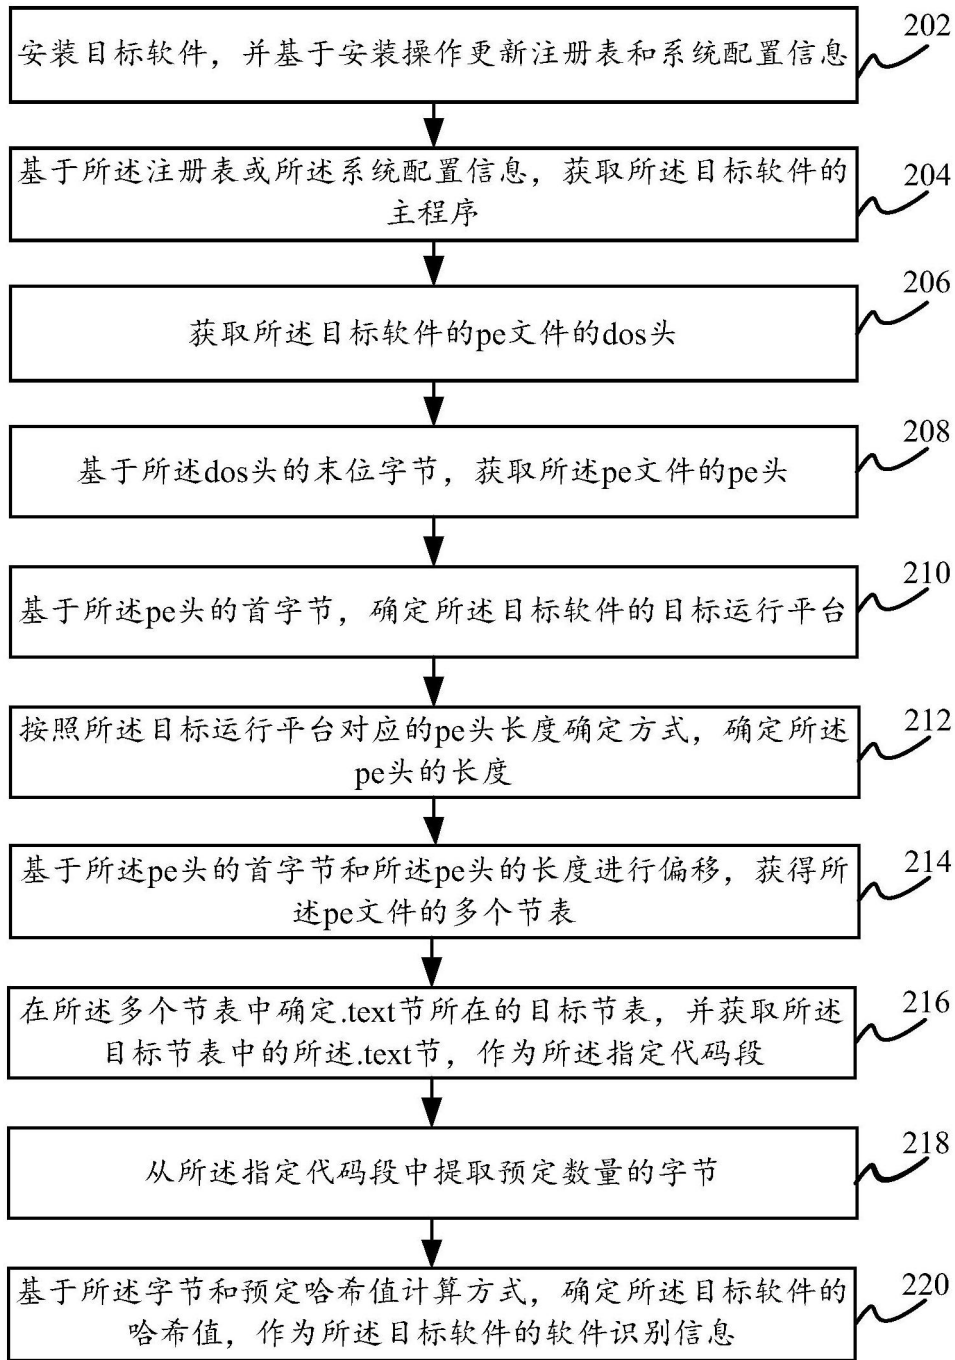 安装目标软件，并基于安装操作更新注册表和系统配置信息
202
基于所述注册表或所述系统配置信息，获取所述目标软件的
主程序
204
获取所述目标软件的pe文件的dos头
206
基于所述dos头的末位字节，获取所述pe文件的pe头
208
基于所述pe头的首字节，确定所述目标软件的目标运行平台
210
按照所述目标运行平台对应的pe头长度确定方式，确定所述
pe头的长度
212
基于所述pe头的首字节和所述pe头的长度进行偏移，获得所
述pe文件的多个节表
214
在所述多个节表中确定.text节所在的目标节表，并获取所述
目标节表中的所述.text节，作为所述指定代码段
216
从所述指定代码段中提取预定数量的字节
218
基于所述字节和预定哈希值计算方式，确定所述目标软件的
哈希值，作为所述目标软件的软件识别信息
220